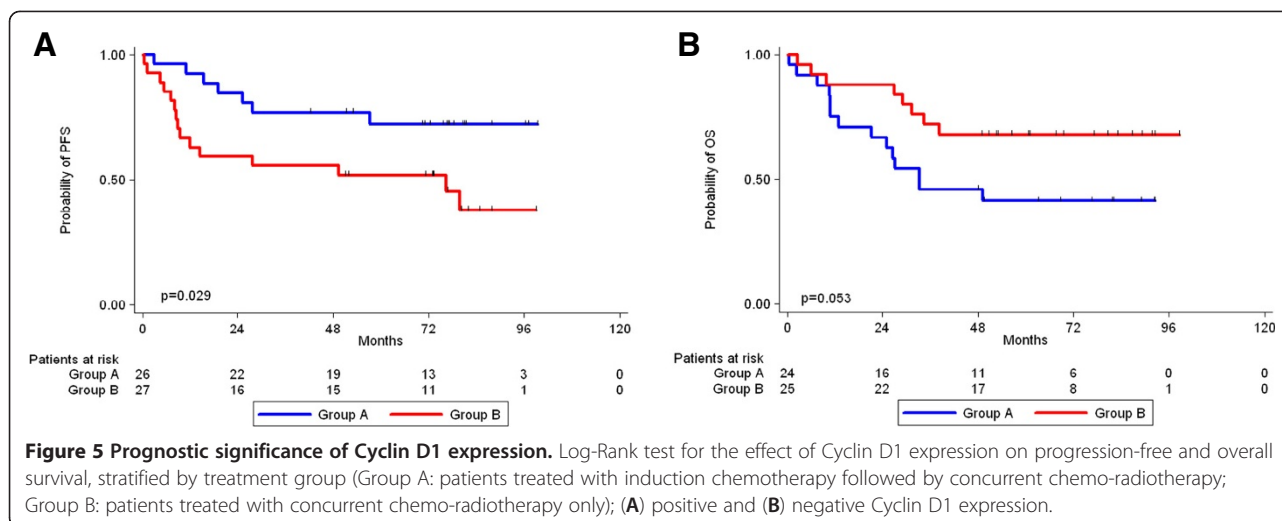 A
1.00
0.50
0.00
Probability of PFS
p=0.029
0 24 48 72 96 120
Months
Patients at risk
Group A 26 22 19 13 3 0
Group B 27 16 15 11 1 0
Group A Group B
B
1.00
0.50
0.00
Probability of OS
p=0.053
0 24 48 72 96 120
Months
Patients at risk
Group A 24 16 11 6 0 0
Group B 25 22 17 8 1 0
Group A Group B
Figure 5 Prognostic significance of Cyclin D1 expression. Log-Rank test for the effect of Cyclin D1 expression on progression-free and overall
survival, stratified by treatment group (Group A: patients treated with induction chemotherapy followed by concurrent chemo-radiotherapy;
Group B: patients treated with concurrent chemo-radiotherapy only); (A) positive and (B) negative Cyclin D1 expression.